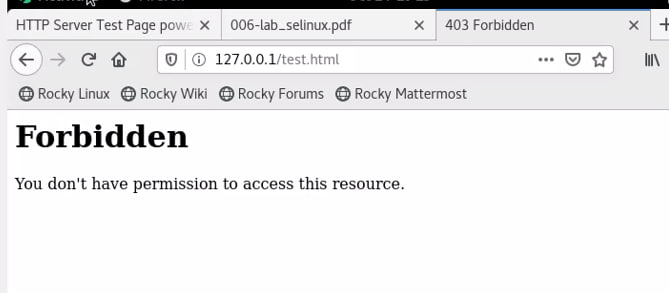 HTTP Server Test Page powe
006-lab_selinux.pdf
403 Forbidden
127.0.0.1/test.html
Rocky Linux
Rocky Wiki
Rocky Forums
Rocky Mattermost
Forbidden
You don't have permission to access this resource.